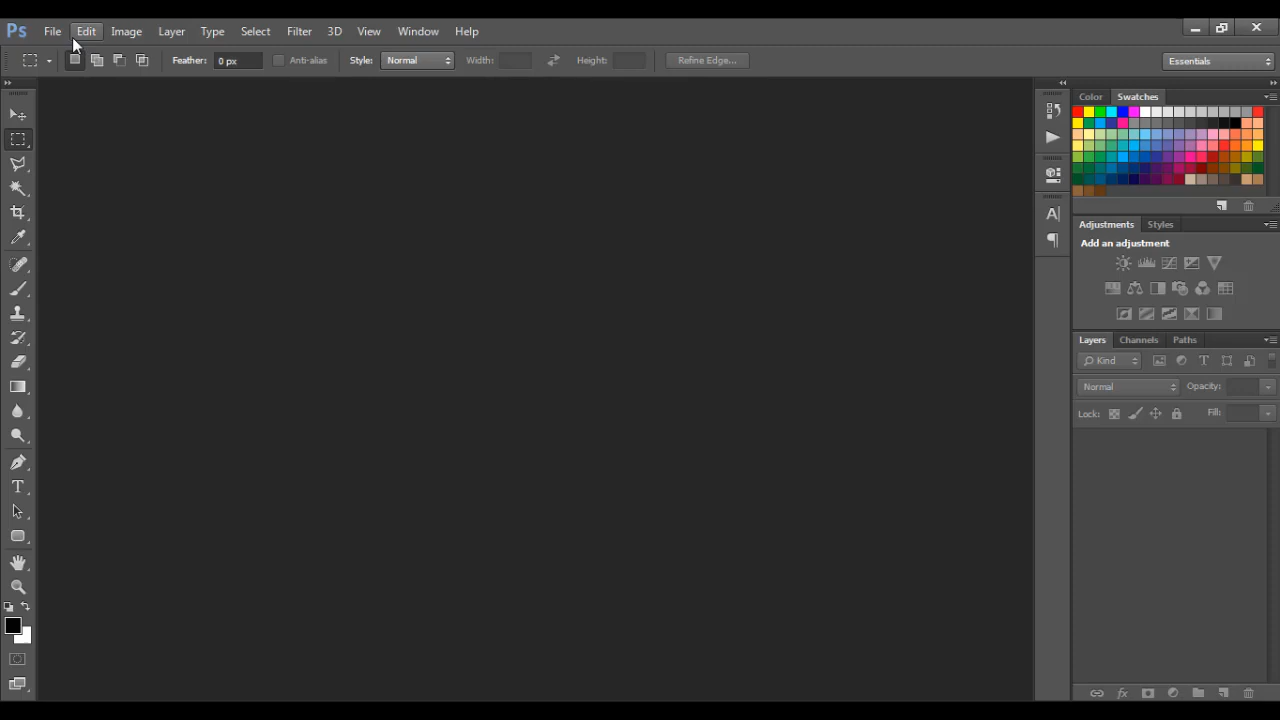 Ps File Edit Image Layer Type Select Filter 3D View Window Help
Feather: 0 px Anti-alias Style: Normal Width: Height: Refine Edge... Essentials
Color Swatches
Adjustments Styles
Add an adjustment
Layers Channels Paths
Kind
Normal Opacity:
Lock: Fill: